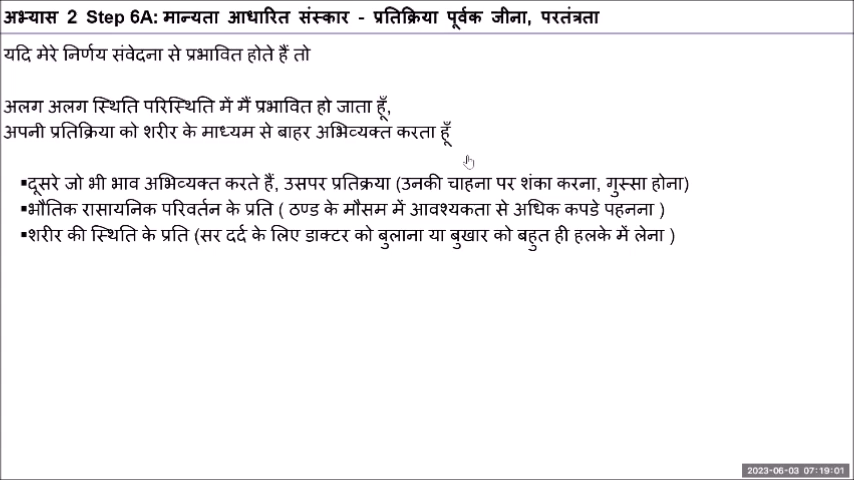 अभ्यास 2 Step 6A: मान्यता आधारित संस्कार - प्रतिक्रिया पूर्वक जीना, परतंत्रता
यदि मेरे निर्णय संवेदना से प्रभावित होते हैं तो
अलग अलग स्थिति परिस्थिति में मैं प्रभावित हो जाता हूँ,
अपनी प्रतिक्रिया को शरीर के माध्यम से बाहर अभिव्यक्त करता हूँ
▪दूसरे जो भी भाव अभिव्यक्त करते हैं, उसपर प्रतिक्रया (उनकी चाहना पर शंका करना, गुस्सा होना)
▪भौतिक रासायनिक परिवर्तन के प्रति ( ठण्ड के मौसम में आवश्यकता से अधिक कपडे पहनना )
▪शरीर की स्थिति के प्रति (सर दर्द के लिए डाक्टर को बुलाना या बुखार को बहुत ही हलके में लेना )
2023-06-03 07:19:01